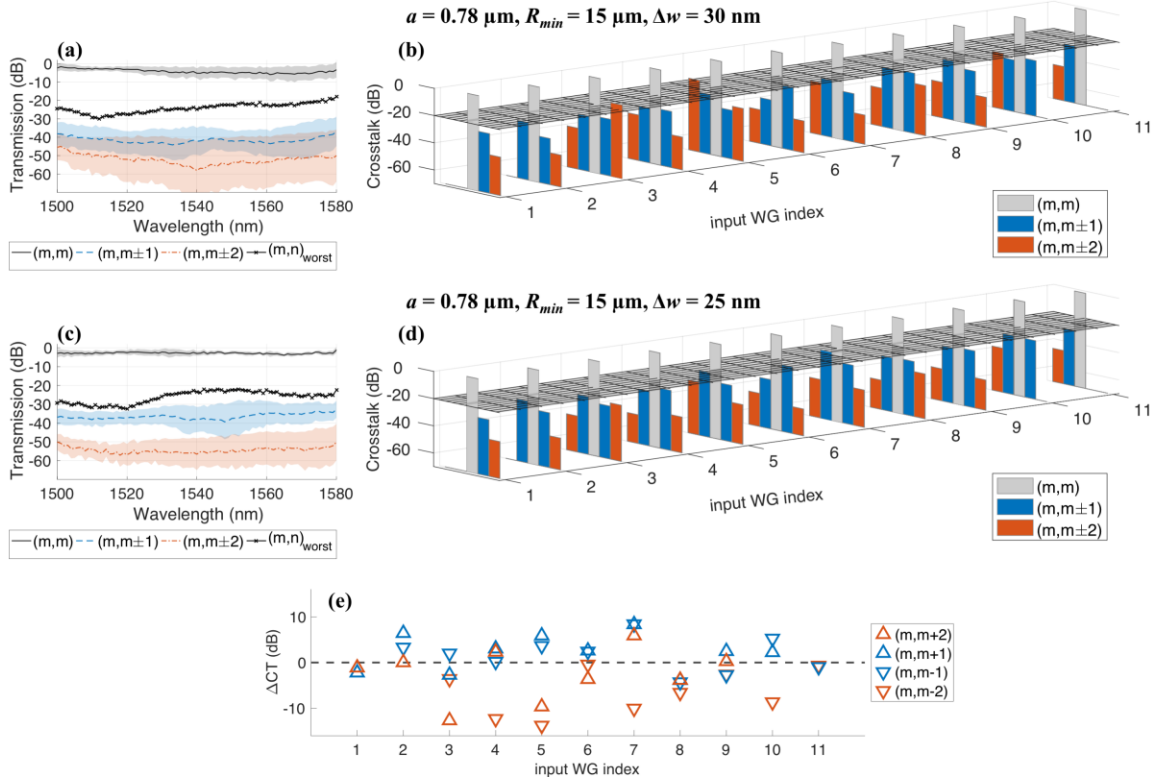 a = 0.78 μm, Rmin = 15 μm, Δw = 30 nm
(a)
Transmission (dB)
0
-10
-20
-30
-40
-50
-60
1500 1520 1540 1560 1580
Wavelength (nm)
(m,m) (m,m±1) (m,m±2) (m,n)worst
(b)
Crosstalk (dB)
0
-20
-40
-60
1 2 3 4 5 6 7 8 9 10 11
input WG index
(m,m)
(m,m±1)
(m,m±2)
a = 0.78 μm, Rmin = 15 μm, Δw = 25 nm
(c)
Transmission (dB)
0
-10
-20
-30
-40
-50
-60
1500 1520 1540 1560 1580
Wavelength (nm)
(m,m) (m,m±1) (m,m±2) (m,n)worst
(d)
Crosstalk (dB)
0
-20
-40
-60
1 2 3 4 5 6 7 8 9 10 11
input WG index
(m,m)
(m,m±1)
(m,m±2)
(e)
ΔCT (dB)
10
0
-10
1 2 3 4 5 6 7 8 9 10 11
input WG index
(m,m+2)
(m,m+1)
(m,m-1)
(m,m-2)